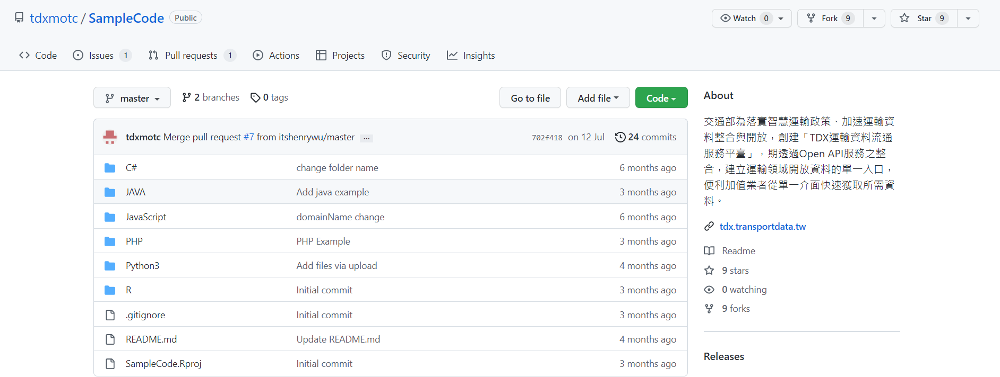 tdxmotc / SampleCode Public
Watch 0 Fork 9 Star 9
Code Issues 1 Pull requests 1 Actions Projects Security Insights
master 2 branches 0 tags Go to file Add file Code
tdxmotc Merge pull request #7 from itshenrywu/master ... 702f418 on 12 Jul 24 commits
C# change folder name 6 months ago
JAVA Add java example 3 months ago
JavaScript domainName change 6 months ago
PHP PHP Example 3 months ago
Python3 Add files via upload 4 months ago
R Initial commit 3 months ago
.gitignore Initial commit 3 months ago
README.md Update README.md 4 months ago
SampleCode.Rproj Initial commit 3 months ago
About
交通部為落實智慧運輸政策、加速運輸資
料整合與開放，創建「TDX運輸資料流通
服務平臺」，期透過Open API服務之整
合，建立運輸領域開放資料的單一入口，
便利加值業者從單一介面快速獲取所需資
料。
tdx.transportdata.tw
Readme
9 stars
0 watching
9 forks
Releases